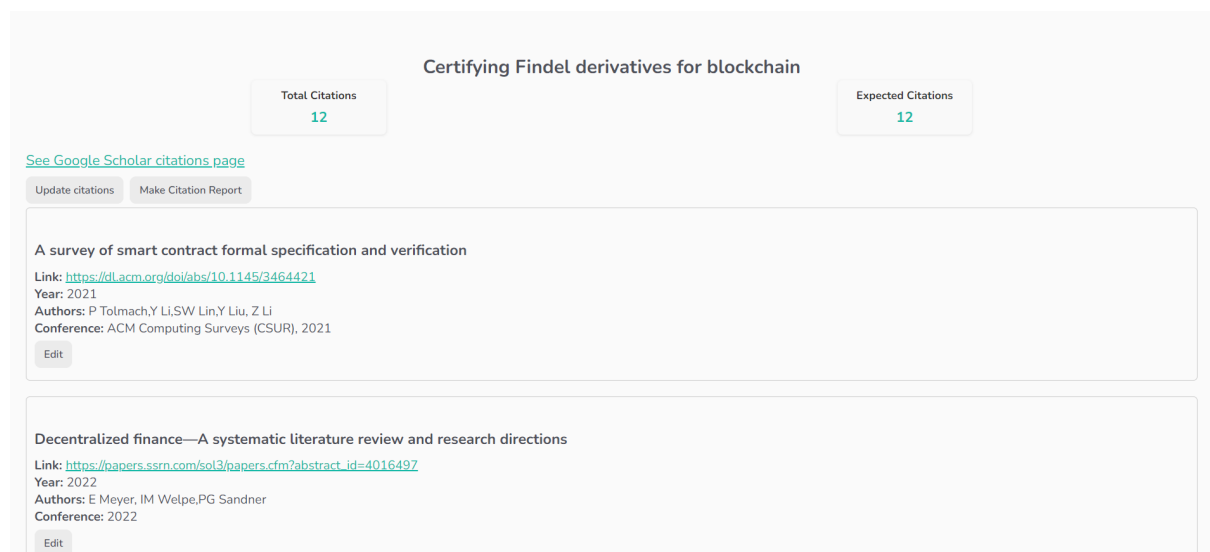 Certifying Findel derivatives for blockchain
Total Citations
12
Expected Citations
12
See Google Scholar citations page
Update citations
Make Citation Report
A survey of smart contract formal specification and verification
Link: https://dl.acm.org/doi/abs/10.1145/3464421
Year: 2021
Authors: P Tolmach,Y Li,SW Lin,Y Liu, Z Li
Conference: ACM Computing Surveys (CSUR), 2021
Edit
Decentralized finance—A systematic literature review and research directions
Link: https://papers.ssrn.com/sol3/papers.cfm?abstract_id=4016497
Year: 2022
Authors: E Meyer, IM Welpe,PG Sandner
Conference: 2022
Edit